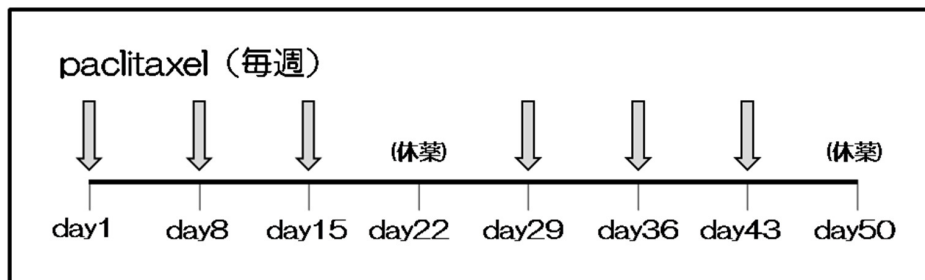 paclitaxel（毎週）
(休薬) (休薬)
day1 day8 day15 day22 day29 day36 day43 day50